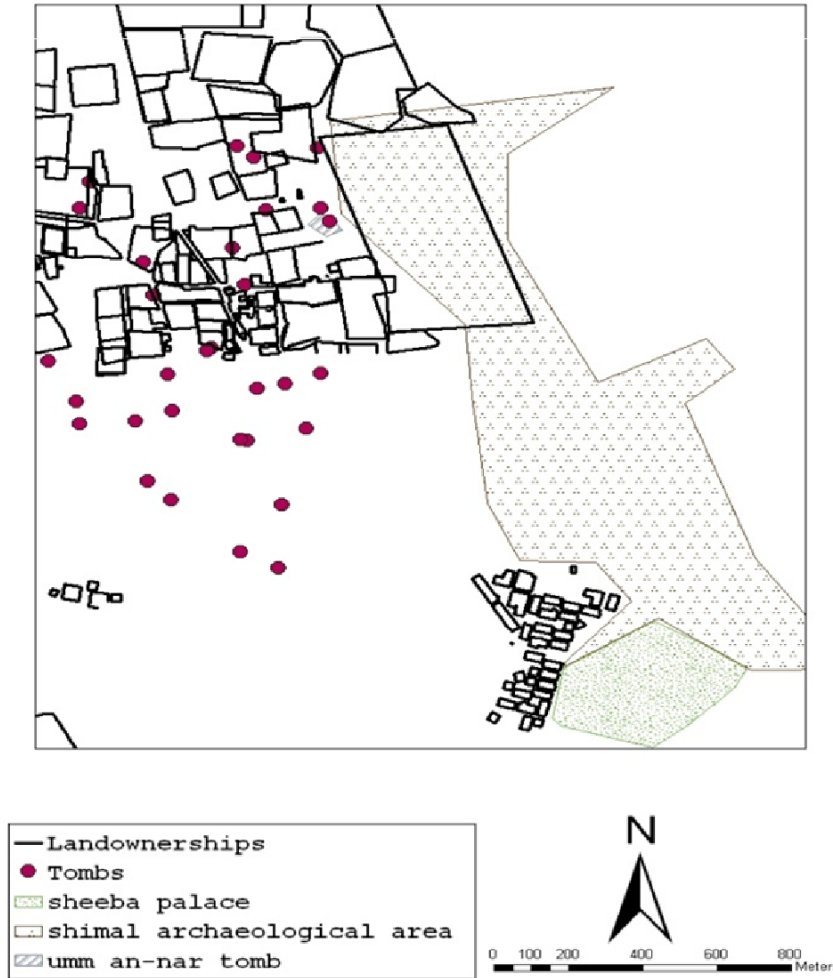 Landownerships
Tombs
sheeba palace
shimal archaeological area
umm an-nar tomb
N
0 100 200 400 600 800
Meter